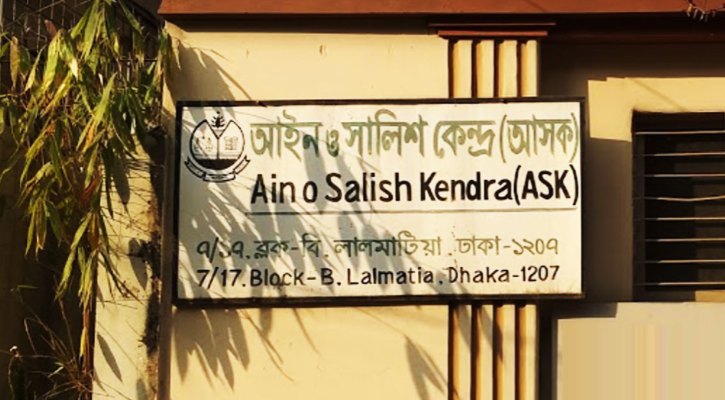 আইন ও সালিশ কেন্দ্র (আসক)
Ain o Salish Kendra(ASK)
৭/১৭, ব্লক-বি, লালমাটিয়া, ঢাকা-১২০৭
7/17, Block-B, Lalmatia, Dhaka-1207